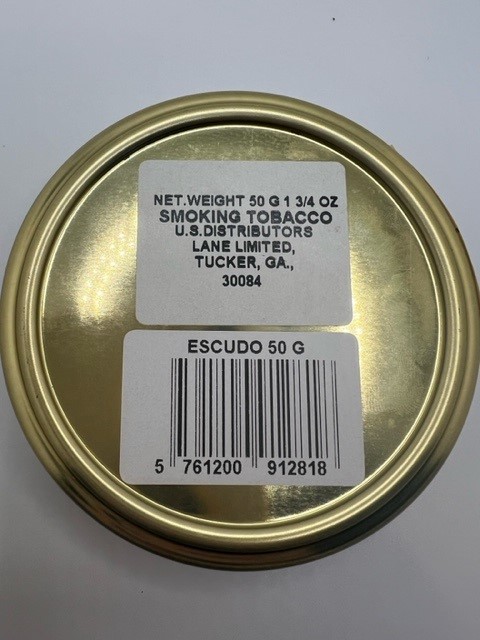 NET.WEIGHT 50 G 1 3/4 OZ
SMOKING TOBACCO
U.S.DISTRIBUTORS
LANE LIMITED,
TUCKER, GA.,
30084
ESCUDO 50 G
5 761200 912818